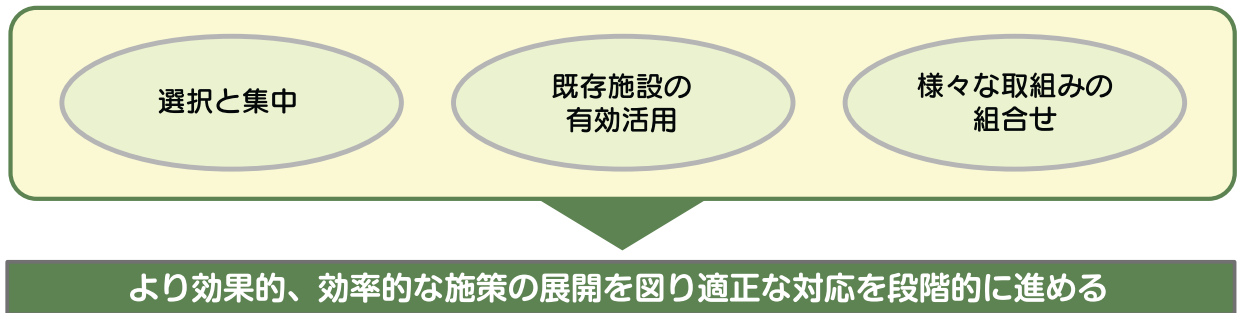 選択と集中
既存施設の
有効活用
様々な取組みの
組合せ
より効果的、効率的な施策の展開を図り適正な対応を段階的に進める